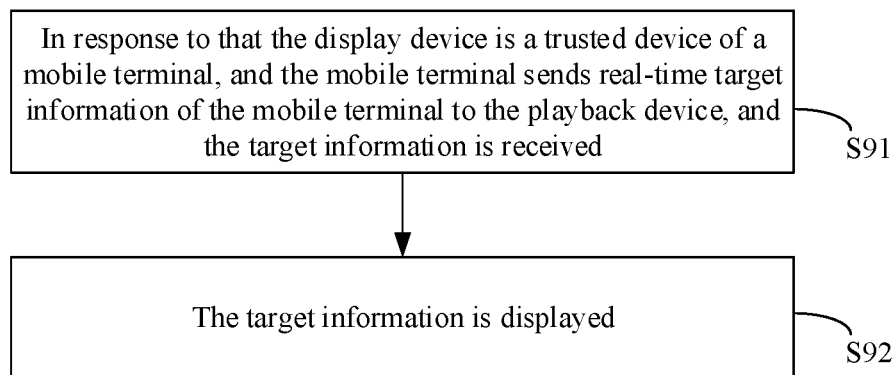 In response to that the display device is a trusted device of a
mobile terminal, and the mobile terminal sends real-time target
information of the mobile terminal to the playback device, and
the target information is received
S91
The target information is displayed
S92